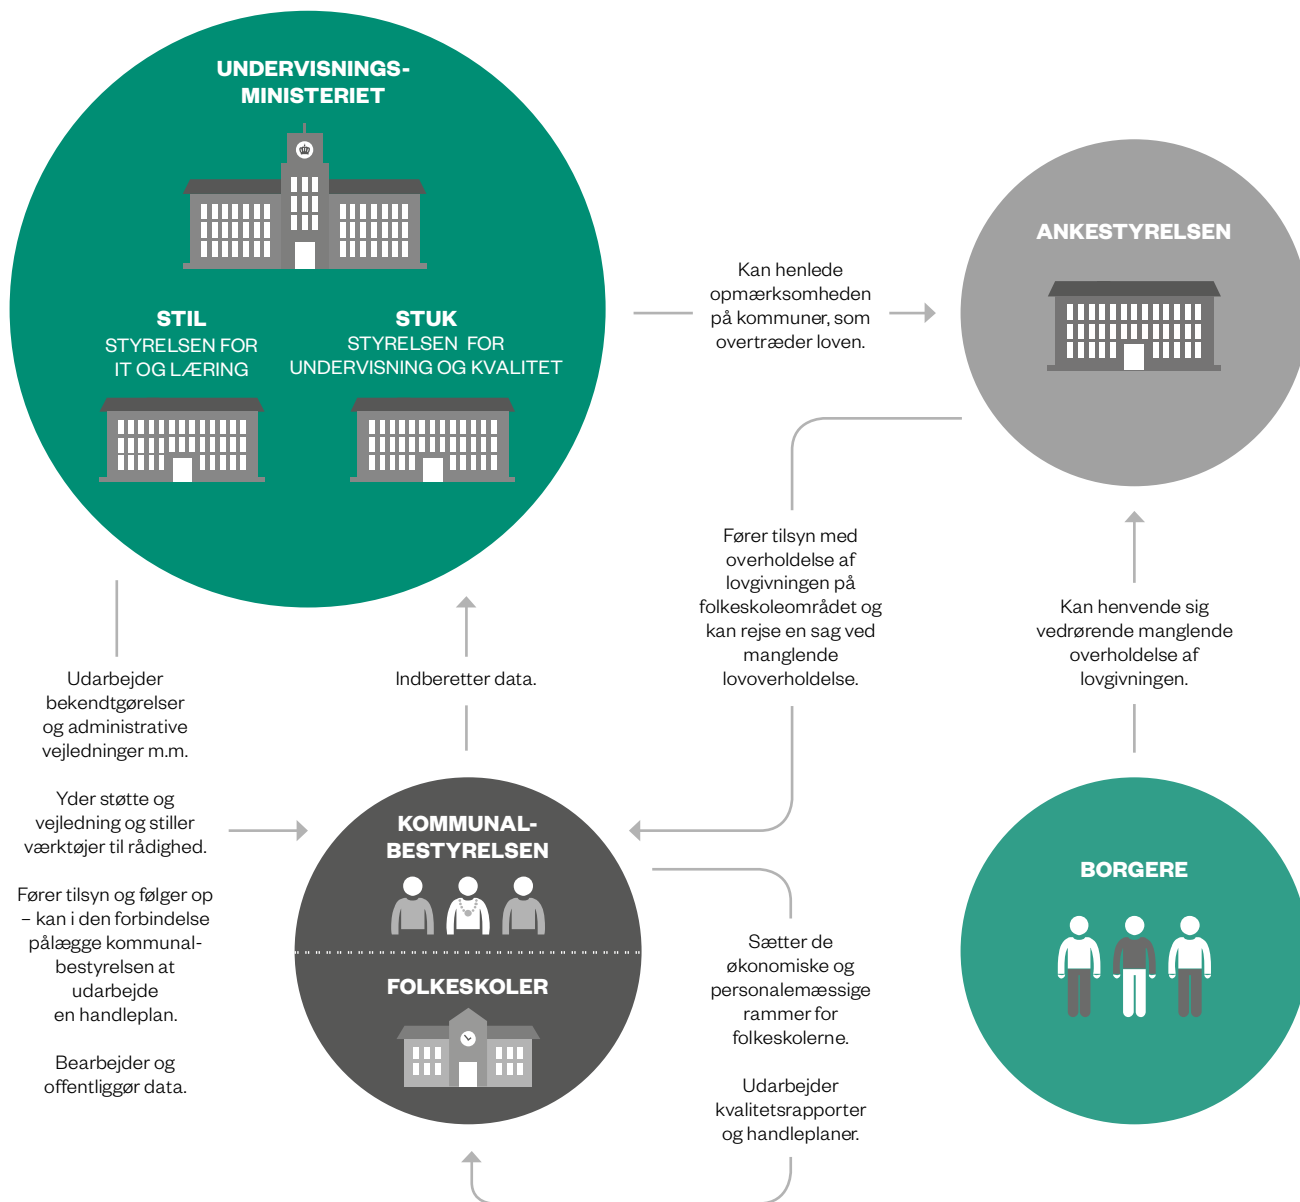 UNDERVISNINGS-
MINISTERIET
STIL
STYRELSEN FOR
IT OG LÆRING
STUK
STYRELSEN FOR
UNDERVISNING OG KVALITET
Kan henlede
opmærksomheden
på kommuner, som
overtræder loven.
ANKESTYRELSEN
Udarbejder
bekendtgørelser
og administrative
vejledninger m.m.
Yder støtte og
vejledning og stiller
værktøjer til rådighed.
Fører tilsyn og følger op
– kan i den forbindelse
pålægge kommunal-
bestyrelsen at
udarbejde
en handleplan.
Bearbejder og
offentliggør data.
Indberetter data.
Fører tilsyn med
overholdelse af
lovgivningen på
folkeskoleområdet og
kan rejse en sag ved
manglende
lovoverholdelse.
Kan henvende sig
vedrørende manglende
overholdelse af
lovgivningen.
KOMMUNAL-
BESTYRELSEN
FOLKESKOLER
Sætter de
økonomiske og
personalemæssige
rammer for
folkeskolerne.
Udarbejder
kvalitetsrapporter
og handleplaner.
BORGERE